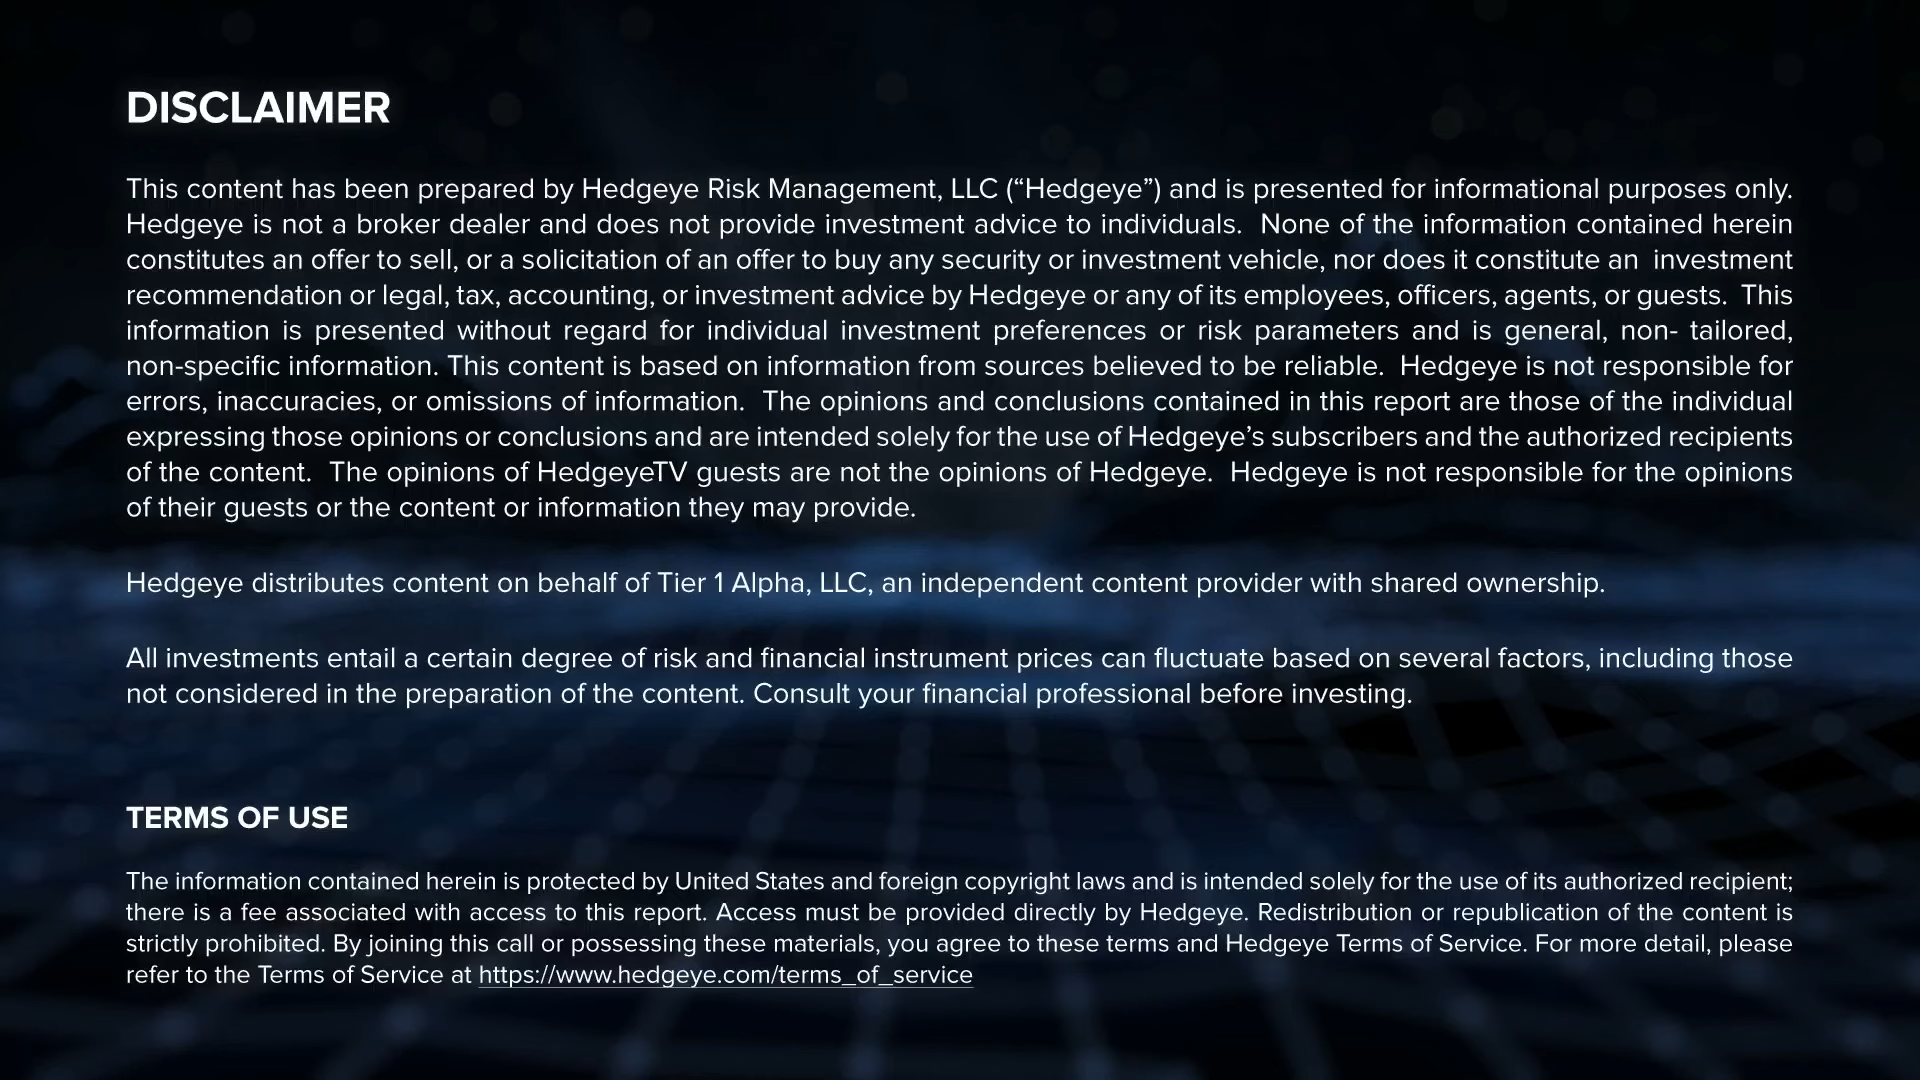 DISCLAIMER
This content has been prepared by Hedgeye Risk Management, LLC (“Hedgeye”) and is presented for informational purposes only.
Hedgeye is not a broker dealer and does not provide investment advice to individuals.  None of the information contained herein
constitutes an offer to sell, or a solicitation of an offer to buy any security or investment vehicle, nor does it constitute an  investment
recommendation or legal, tax, accounting, or investment advice by Hedgeye or any of its employees, officers, agents, or guests.  This
information is presented without regard for individual investment preferences or risk parameters and is general, non- tailored,
non-specific information. This content is based on information from sources believed to be reliable.  Hedgeye is not responsible for
errors, inaccuracies, or omissions of information.  The opinions and conclusions contained in this report are those of the individual
expressing those opinions or conclusions and are intended solely for the use of Hedgeye’s subscribers and the authorized recipients
of the content.  The opinions of HedgeyeTV guests are not the opinions of Hedgeye.  Hedgeye is not responsible for the opinions
of their guests or the content or information they may provide.
Hedgeye distributes content on behalf of Tier 1 Alpha, LLC, an independent content provider with shared ownership.
All investments entail a certain degree of risk and financial instrument prices can fluctuate based on several factors, including those
not considered in the preparation of the content. Consult your financial professional before investing.
TERMS OF USE
The information contained herein is protected by United States and foreign copyright laws and is intended solely for the use of its authorized recipient;
there is a fee associated with access to this report. Access must be provided directly by Hedgeye. Redistribution or republication of the content is
strictly prohibited. By joining this call or possessing these materials, you agree to these terms and Hedgeye Terms of Service. For more detail, please
refer to the Terms of Service at https://www.hedgeye.com/terms_of_service